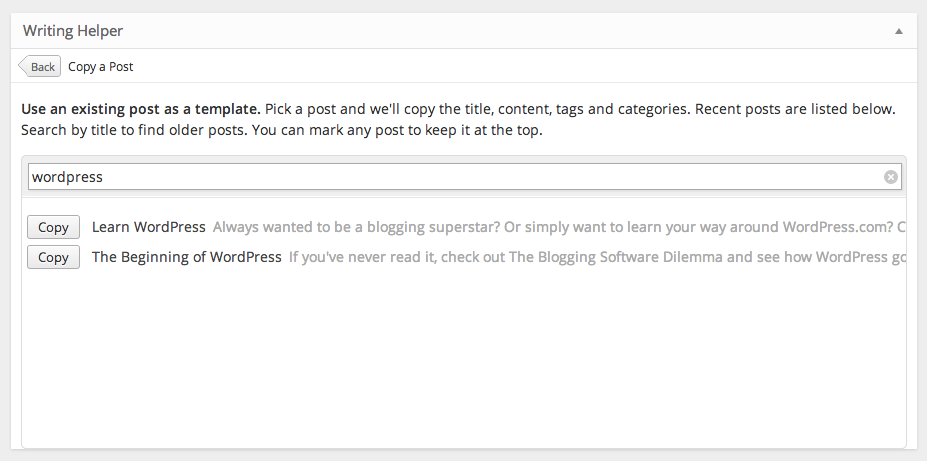 Writing Helper
Back Copy a Post
Use an existing post as a template. Pick a post and we'll copy the title, content, tags and categories. Recent posts are listed below.
Search by title to find older posts. You can mark any post to keep it at the top.
wordpress
Copy Learn WordPress Always wanted to be a blogging superstar? Or simply want to learn your way around WordPress.com? C
Copy The Beginning of WordPress If you've never read it, check out The Blogging Software Dilemma and see how WordPress go